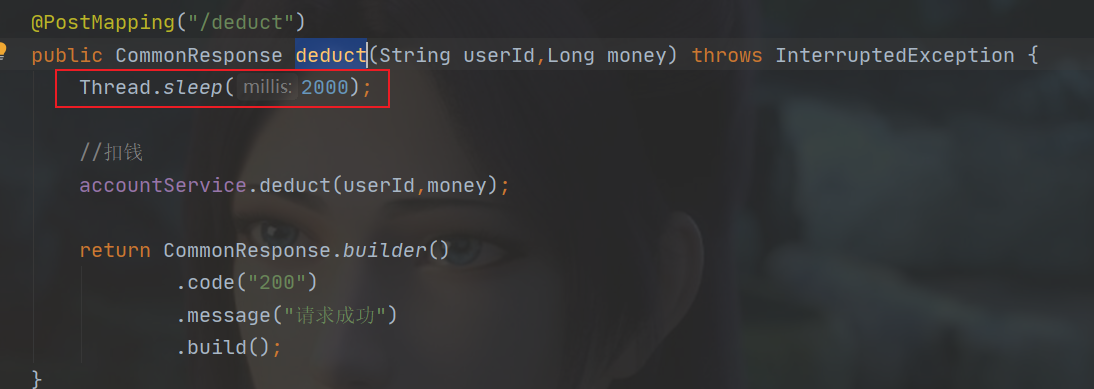 @PostMapping("/deduct")
public CommonResponse deduct(String userId,Long money) throws InterruptedException {
Thread.sleep( millis: 2000);
//扣钱
accountService.deduct(userId,money);
return CommonResponse.builder()
.code("200")
.message("请求成功")
.build();
}